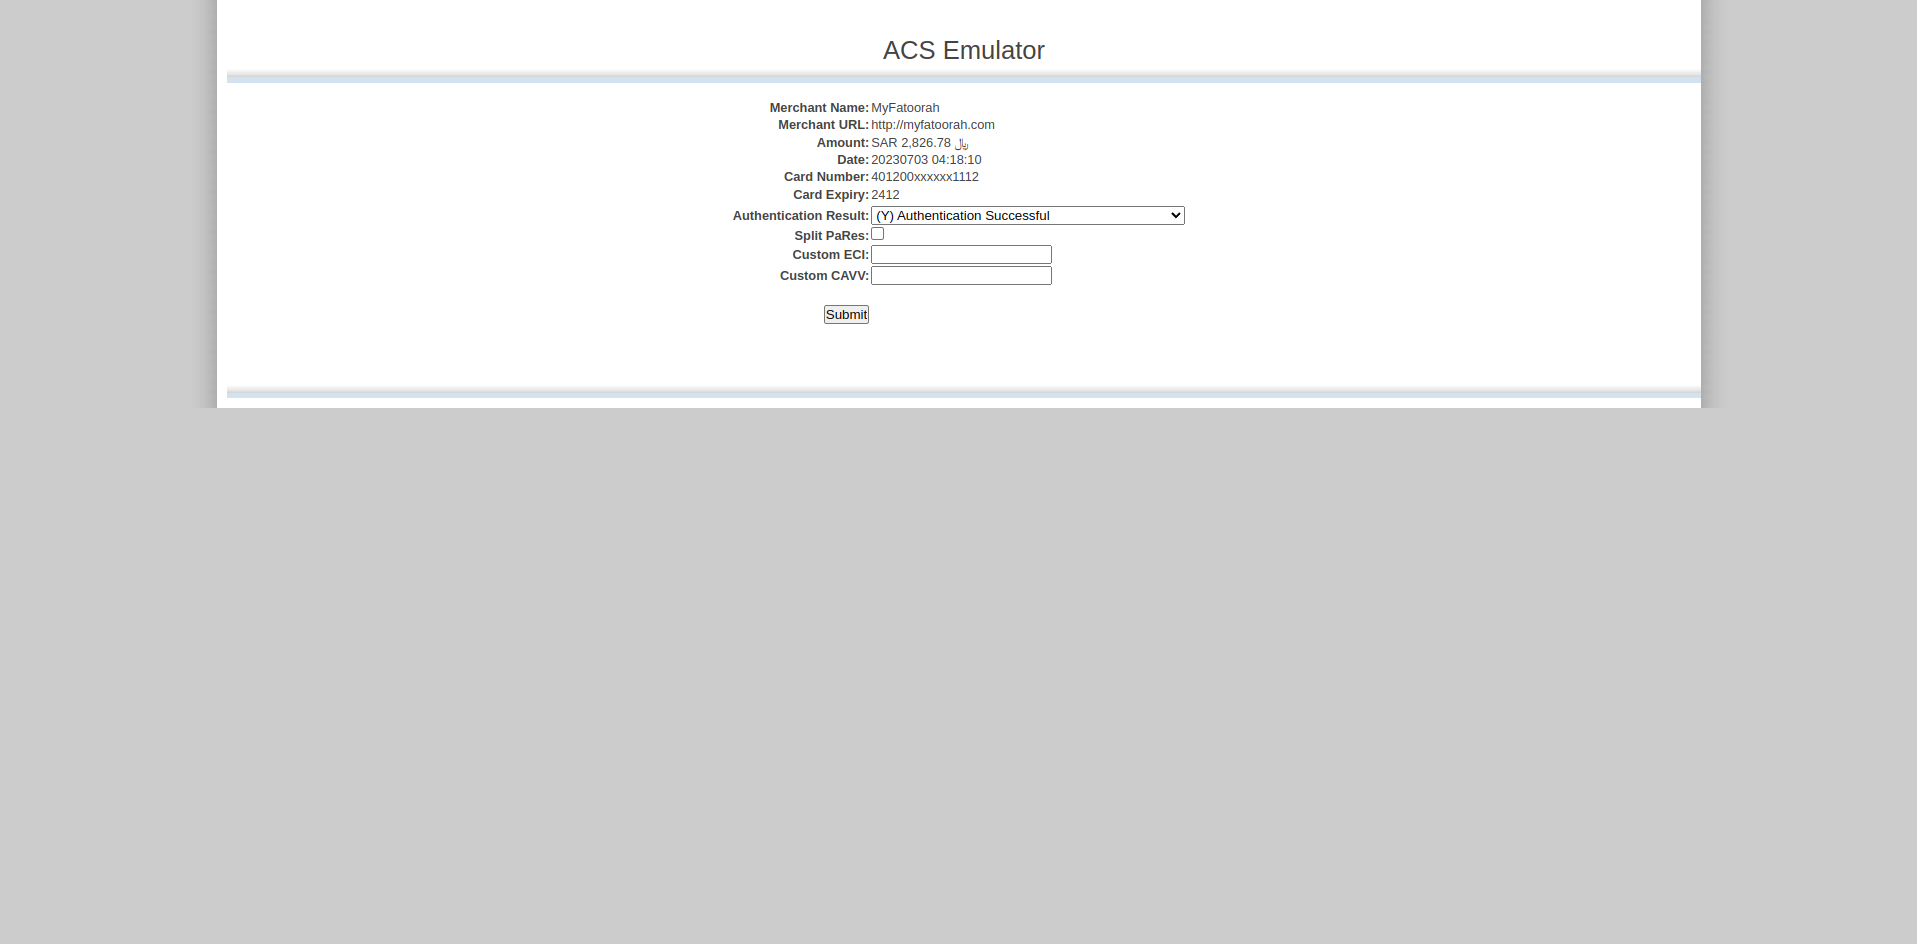 ACS Emulator
Merchant Name: MyFatoorah
Merchant URL: http://myfatoorah.com
Amount: SAR 2,826.78 ﷼
Date: 20230703 04:18:10
Card Number: 401200xxxxxx1112
Card Expiry: 2412
Authentication Result: (Y) Authentication Successful
Split PaRes:
Custom ECI:
Custom CAVV:
Submit